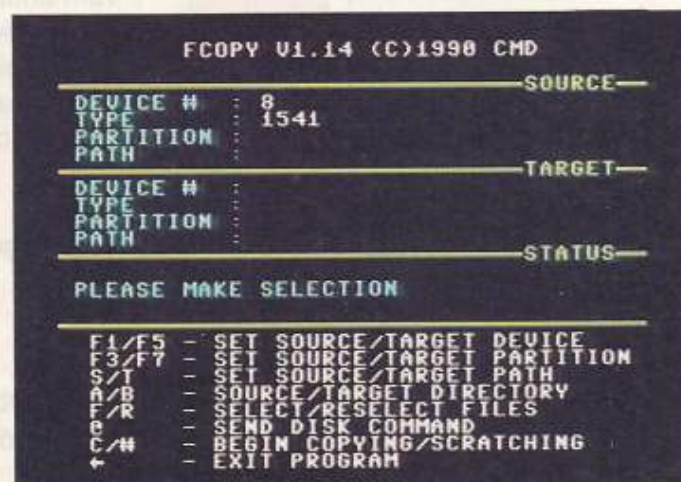 FCOPY V1.14 (C)1990 CMD
SOURCE
DEVICE # : 8
TYPE : 1541
PARTITION :
PATH :
TARGET
DEVICE # :
TYPE :
PARTITION :
PATH :
STATUS
PLEASE MAKE SELECTION
F1/F5 - SET SOURCE/TARGET DEVICE
F3/F7 - SET SOURCE/TARGET PARTITION
S/T - SET SOURCE/TARGET PATH
A/B - SOURCE/TARGET DIRECTORY
F/R - SELECT/RESELECT FILES
@ - SEND DISK COMMAND
C/# - BEGIN COPYING/SCRATCHING
← - EXIT PROGRAM